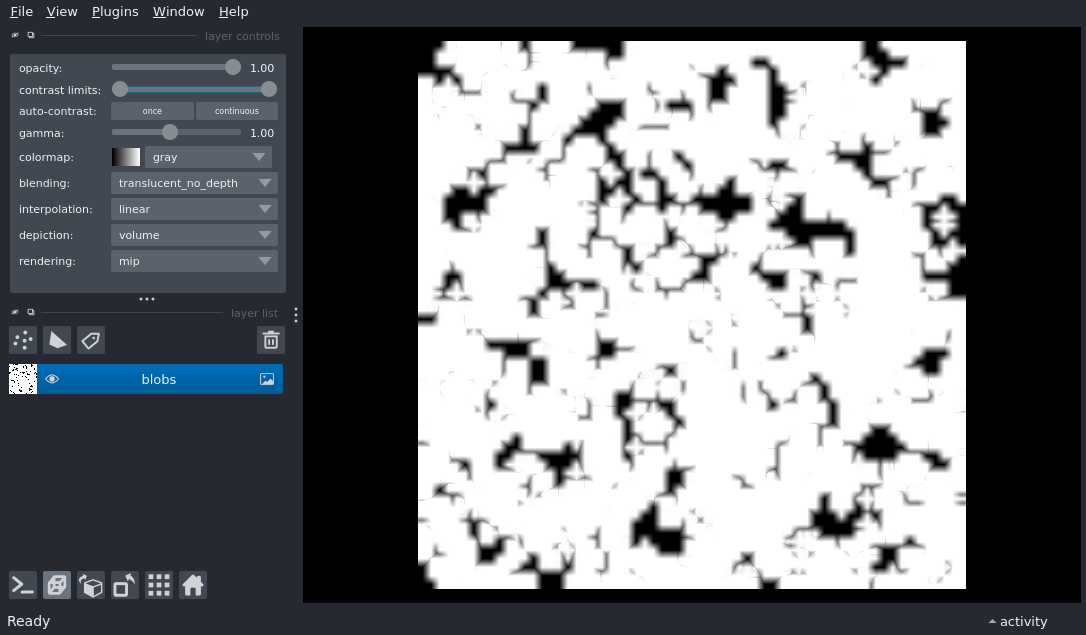 File View Plugins Window Help
layer controls
opacity: 1.00
contrast limits:
auto-contrast: once continuous
gamma: 1.00
colormap: gray
blending: translucent_no_depth
interpolation: linear
depiction: volume
rendering: mip
layer list
blobs
Ready
activity